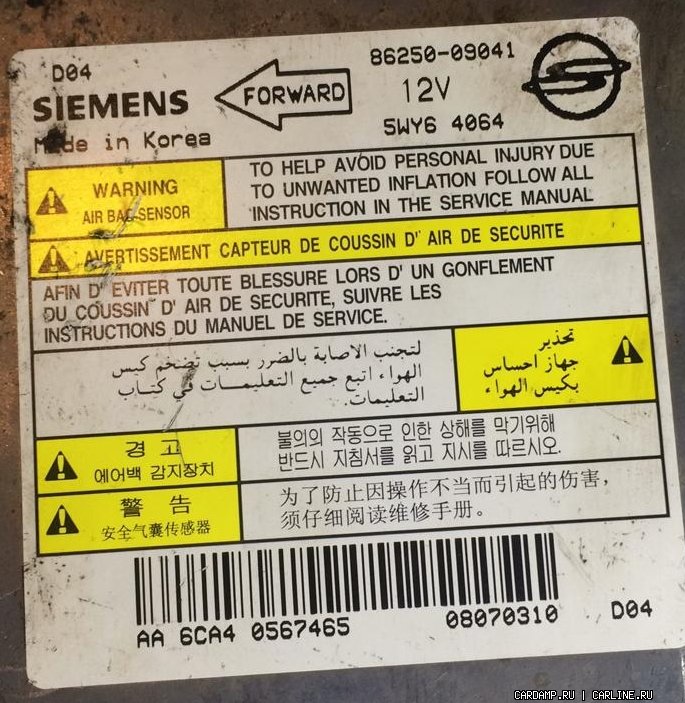 D04
86250-09041
SIEMENS
FORWARD
12V
Made in Korea
5WY6 4064
WARNING
AIR BAG SENSOR
TO HELP AVOID PERSONAL INJURY DUE
TO UNWANTED INFLATION FOLLOW ALL
INSTRUCTION IN THE SERVICE MANUAL
AVERTISSEMENT CAPTEUR DE COUSSIN D' AIR DE SECURITE
AFIN D' EVITER TOUTE BLESSURE LORS D' UN GONFLEMENT
DU COUSSIN D' AIR DE SECURITE, SUIVRE LES
INSTRUCTIONS DU MANUEL DE SERVICE.
تحذير
جهاز احساس
بكيس الهواء
لتجنب الاصابة بالضرر بسبب تضخم كيس
الهواء اتبع جميع التعليمات في كتاب
التعليمات.
경 고
에어백 감지장치
불의의 작동으로 인한 상해를 막기위해
반드시 지침서를 읽고 지시를 따르시오.
警 告
安全气囊传感器
为了防止因操作不当而引起的伤害，
须仔细阅读维修手册。
AA 6CA4 0567465
08070310
D04
CARDAMP.RU | CARLINE.RU